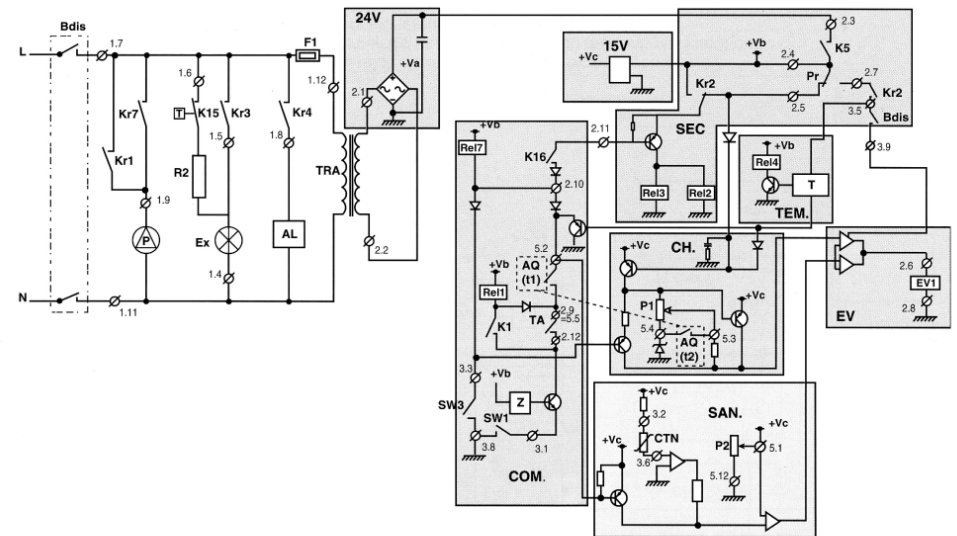 24V
Bdis
L
1.7
F1
1.12
1.6
T
K15
Kr7
Kr3
Kr4
Kr1
1.5
1.8
R2
1.9
P
Ex
AL
1.4
N
1.11
TRA
2.1
2.2
+Va
15V
+Vc
+Vb
2.3
K5
2.4
Pr
2.7
Kr2
Kr2
2.5
3.5
Bdis
3.9
SEC
2.11
Rel3
Rel2
+Vb
Rel4
T
TEM.
+Vb
Rel7
K16
2.10
5.2
AQ
(t1)
+Vb
Rel1
2.9
=5.5
TA
K1
2.12
3.3
+Vb
SW3
Z
SW1
3.8
3.1
COM.
+Vc
CH.
P1
+Vc
5.4
AQ
(t2)
5.3
2.6
EV1
2.8
EV
+Vc
3.2
SAN.
CTN
+Vc
3.6
P2
+Vc
5.1
5.12